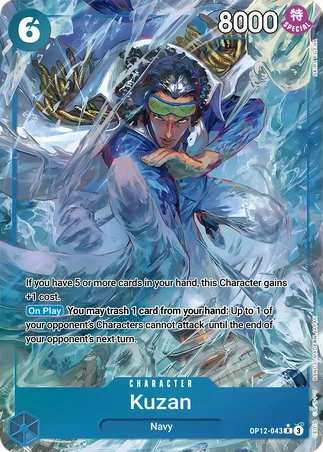 6
8000
特
SPECIAL
If you have 5 or more cards in your hand, this Character gains
+1 cost.
On Play You may trash 1 card from your hand: Up to 1 of
your opponent's Characters cannot attack until the end of
your opponent's next turn.
CHARACTER
Kuzan
Navy
OP12-043 R 3